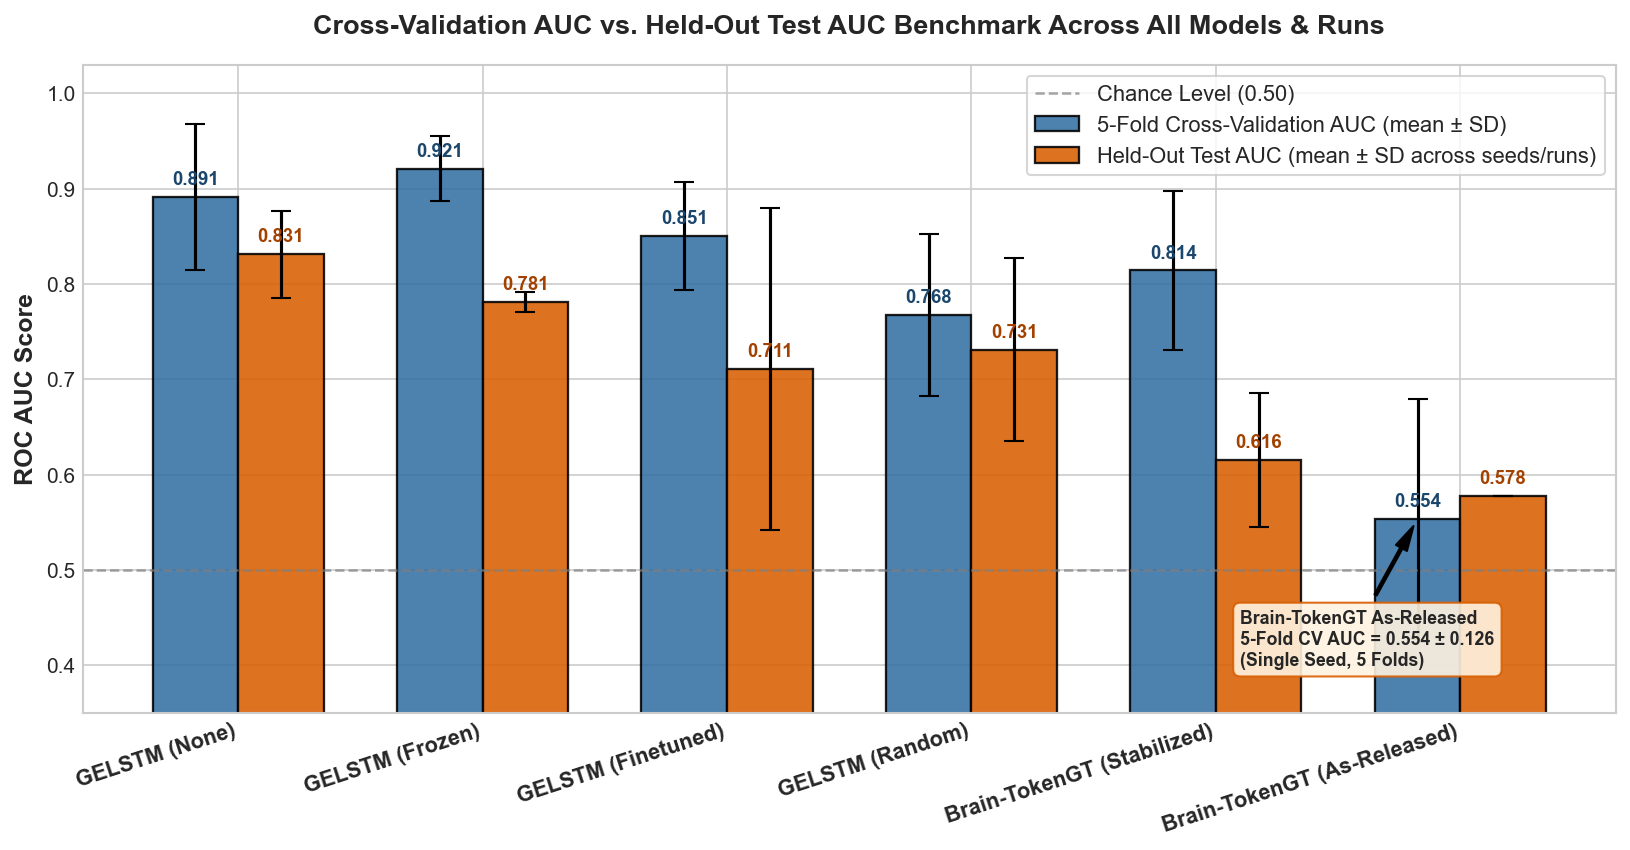 Cross-Validation AUC vs. Held-Out Test AUC Benchmark Across All Models & Runs
Chance Level (0.50)
5-Fold Cross-Validation AUC (mean ± SD)
Held-Out Test AUC (mean ± SD across seeds/runs)
ROC AUC Score
1.0
0.9
0.8
0.7
0.6
0.5
0.4
0.891
0.831
0.921
0.781
0.851
0.711
0.768
0.731
0.814
0.616
0.554
0.578
Brain-TokenGT As-Released
5-Fold CV AUC = 0.554 ± 0.126
(Single Seed, 5 Folds)
GELSTM (None)
GELSTM (Frozen)
GELSTM (Finetuned)
GELSTM (Random)
Brain-TokenGT (Stabilized)
Brain-TokenGT (As-Released)